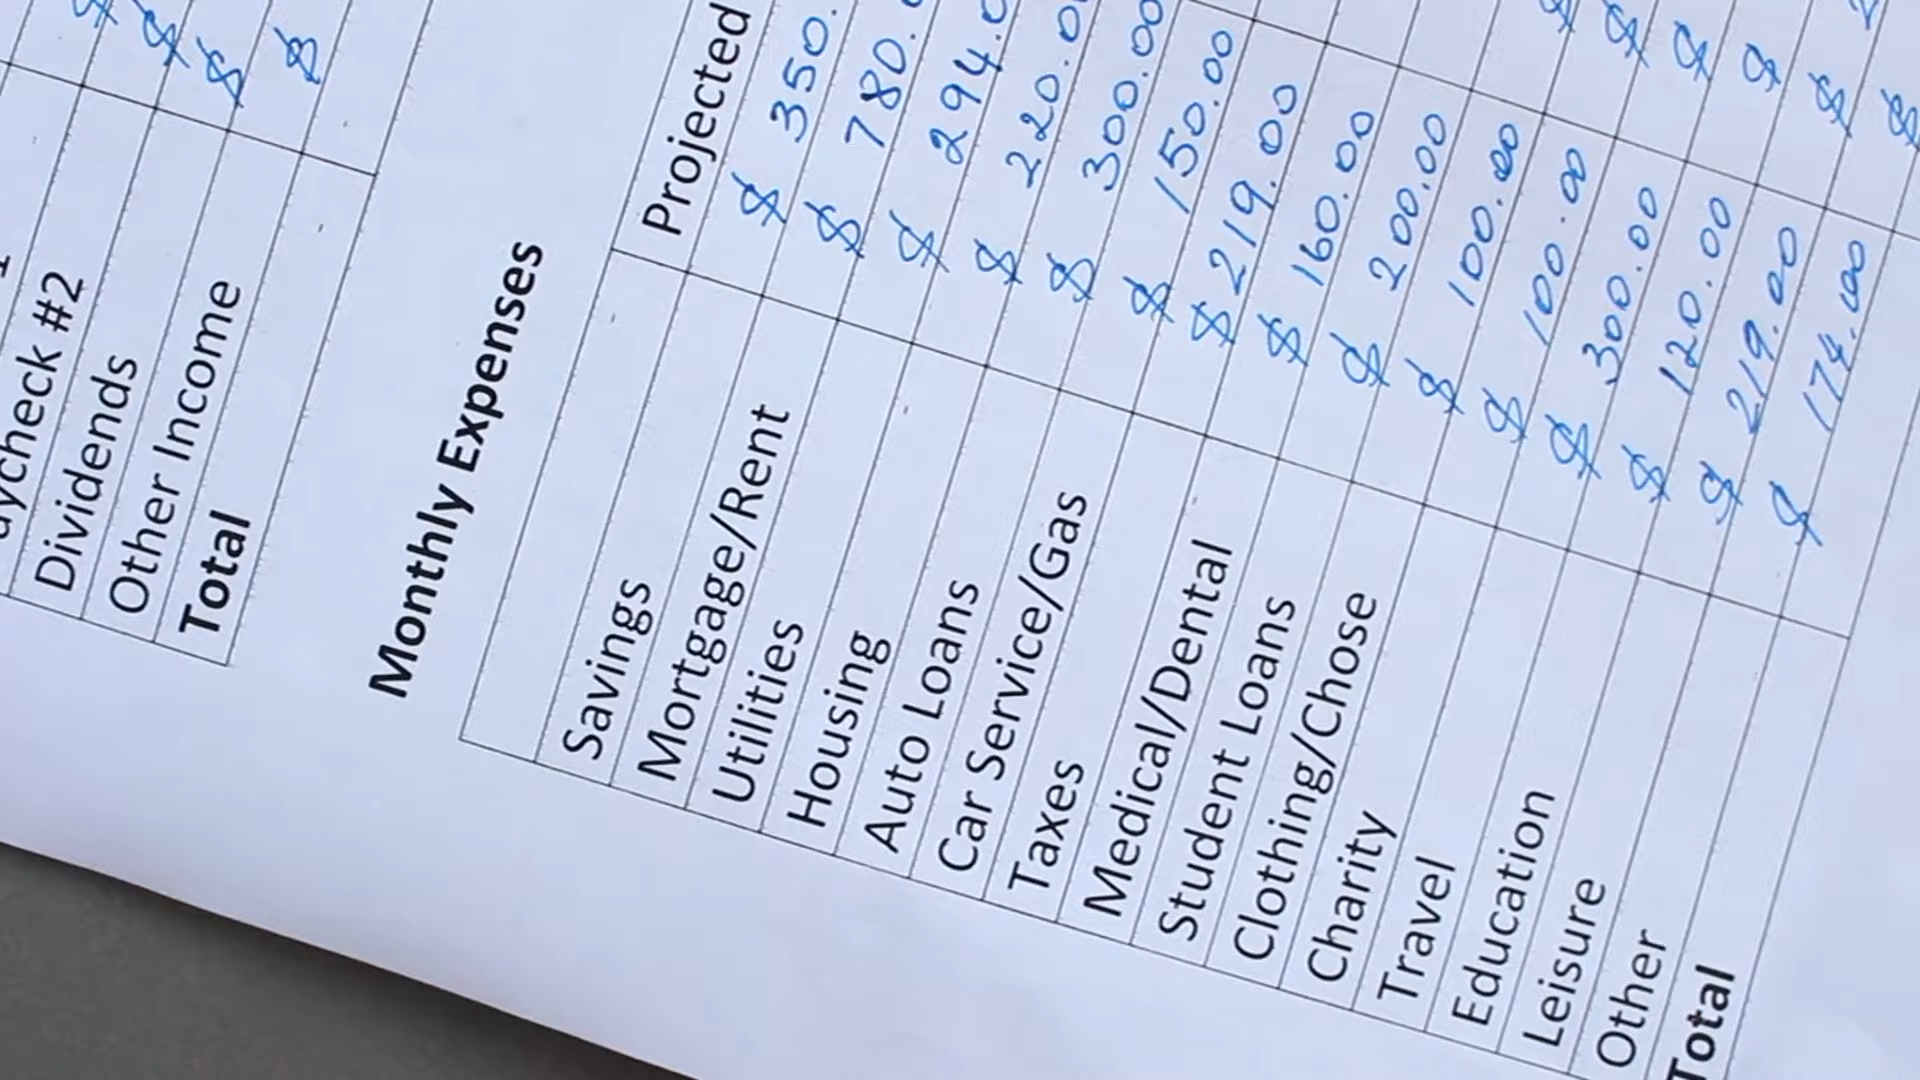 #2 $
Dividends $
Other Income $
Total $
Monthly Expenses
Projected
Savings $ 350.
Mortgage/Rent $ 780.
Utilities $ 294.0
Housing $ 220.00
Auto Loans $ 300.00
Car Service/Gas $ 150.00
Taxes $ 219.00
Medical/Dental $ 160.00
Student Loans $ 200.00
Clothing/Chose $ 100.00 $
Charity $ 100.00 $
Travel $ 300.00 $
Education $ 120.00 $
Leisure $ 219.00 $ 2
Other $ 174.00 $
Total